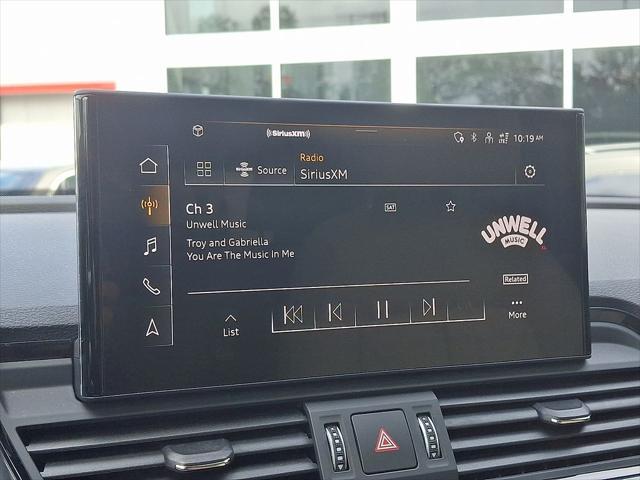 ((SiriusXM))
10:19 AM
Source
Radio
SiriusXM
Ch 3
SAT
Unwell Music
Troy and Gabriella
You Are The Music In Me
UNWELL
MUSIC
Related
List
More